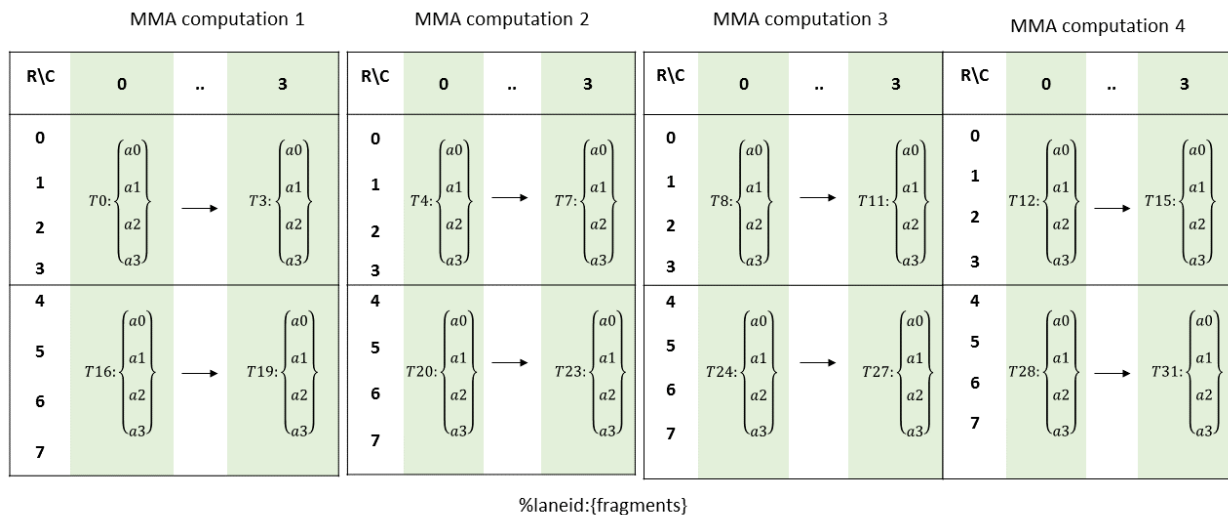 MMA computation 1 MMA computation 2 MMA computation 3 MMA computation 4
R\C 0 .. 3 R\C 0 .. 3 R\C 0 .. 3 R\C 0 .. 3
0 a0 a0 0 a0 a0 0 a0 a0 0 a0 a0
1 a1 a1 1 a1 a1 1 a1 a1 1 a1 a1
T0: T3: T4: T7: T8: T11: T12: T15:
2 a2 a2 2 a2 a2 2 a2 a2 2 a2 a2
3 a3 a3 3 a3 a3 3 a3 a3 3 a3 a3
4 a0 a0 4 a0 a0 4 a0 a0 4 a0 a0
5 a1 a1 5 a1 a1 5 a1 a1 5 a1 a1
T16: T19: T20: T23: T24: T27: T28: T31:
6 a2 a2 6 a2 a2 6 a2 a2 6 a2 a2
7 a3 a3 7 a3 a3 7 a3 a3 7 a3 a3
%laneid:{fragments}